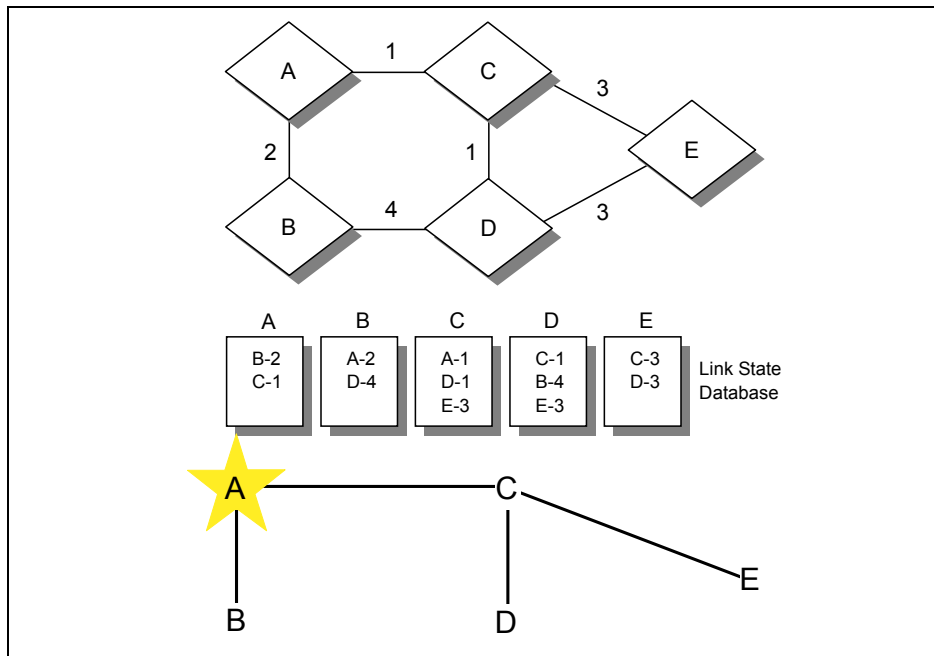 1
A
C
3
2
1
E
B
4
D
3
A B C D E
B-2
C-1
A-2
D-4
A-1
D-1
E-3
C-1
B-4
E-3
C-3
D-3
Link State
Database
A
C
E
B
D